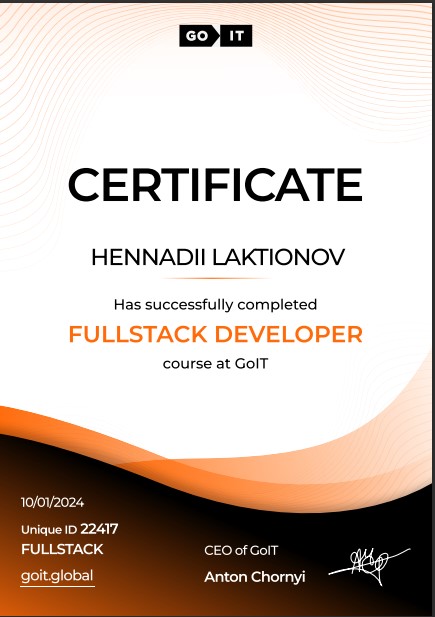 GO IT
CERTIFICATE
HENNADII LAKTIONOV
Has successfully completed
FULLSTACK DEVELOPER
course at GoIT
10/01/2024
Unique ID 22417
FULLSTACK
goit.global
CEO of GoIT
Anton Chornyi